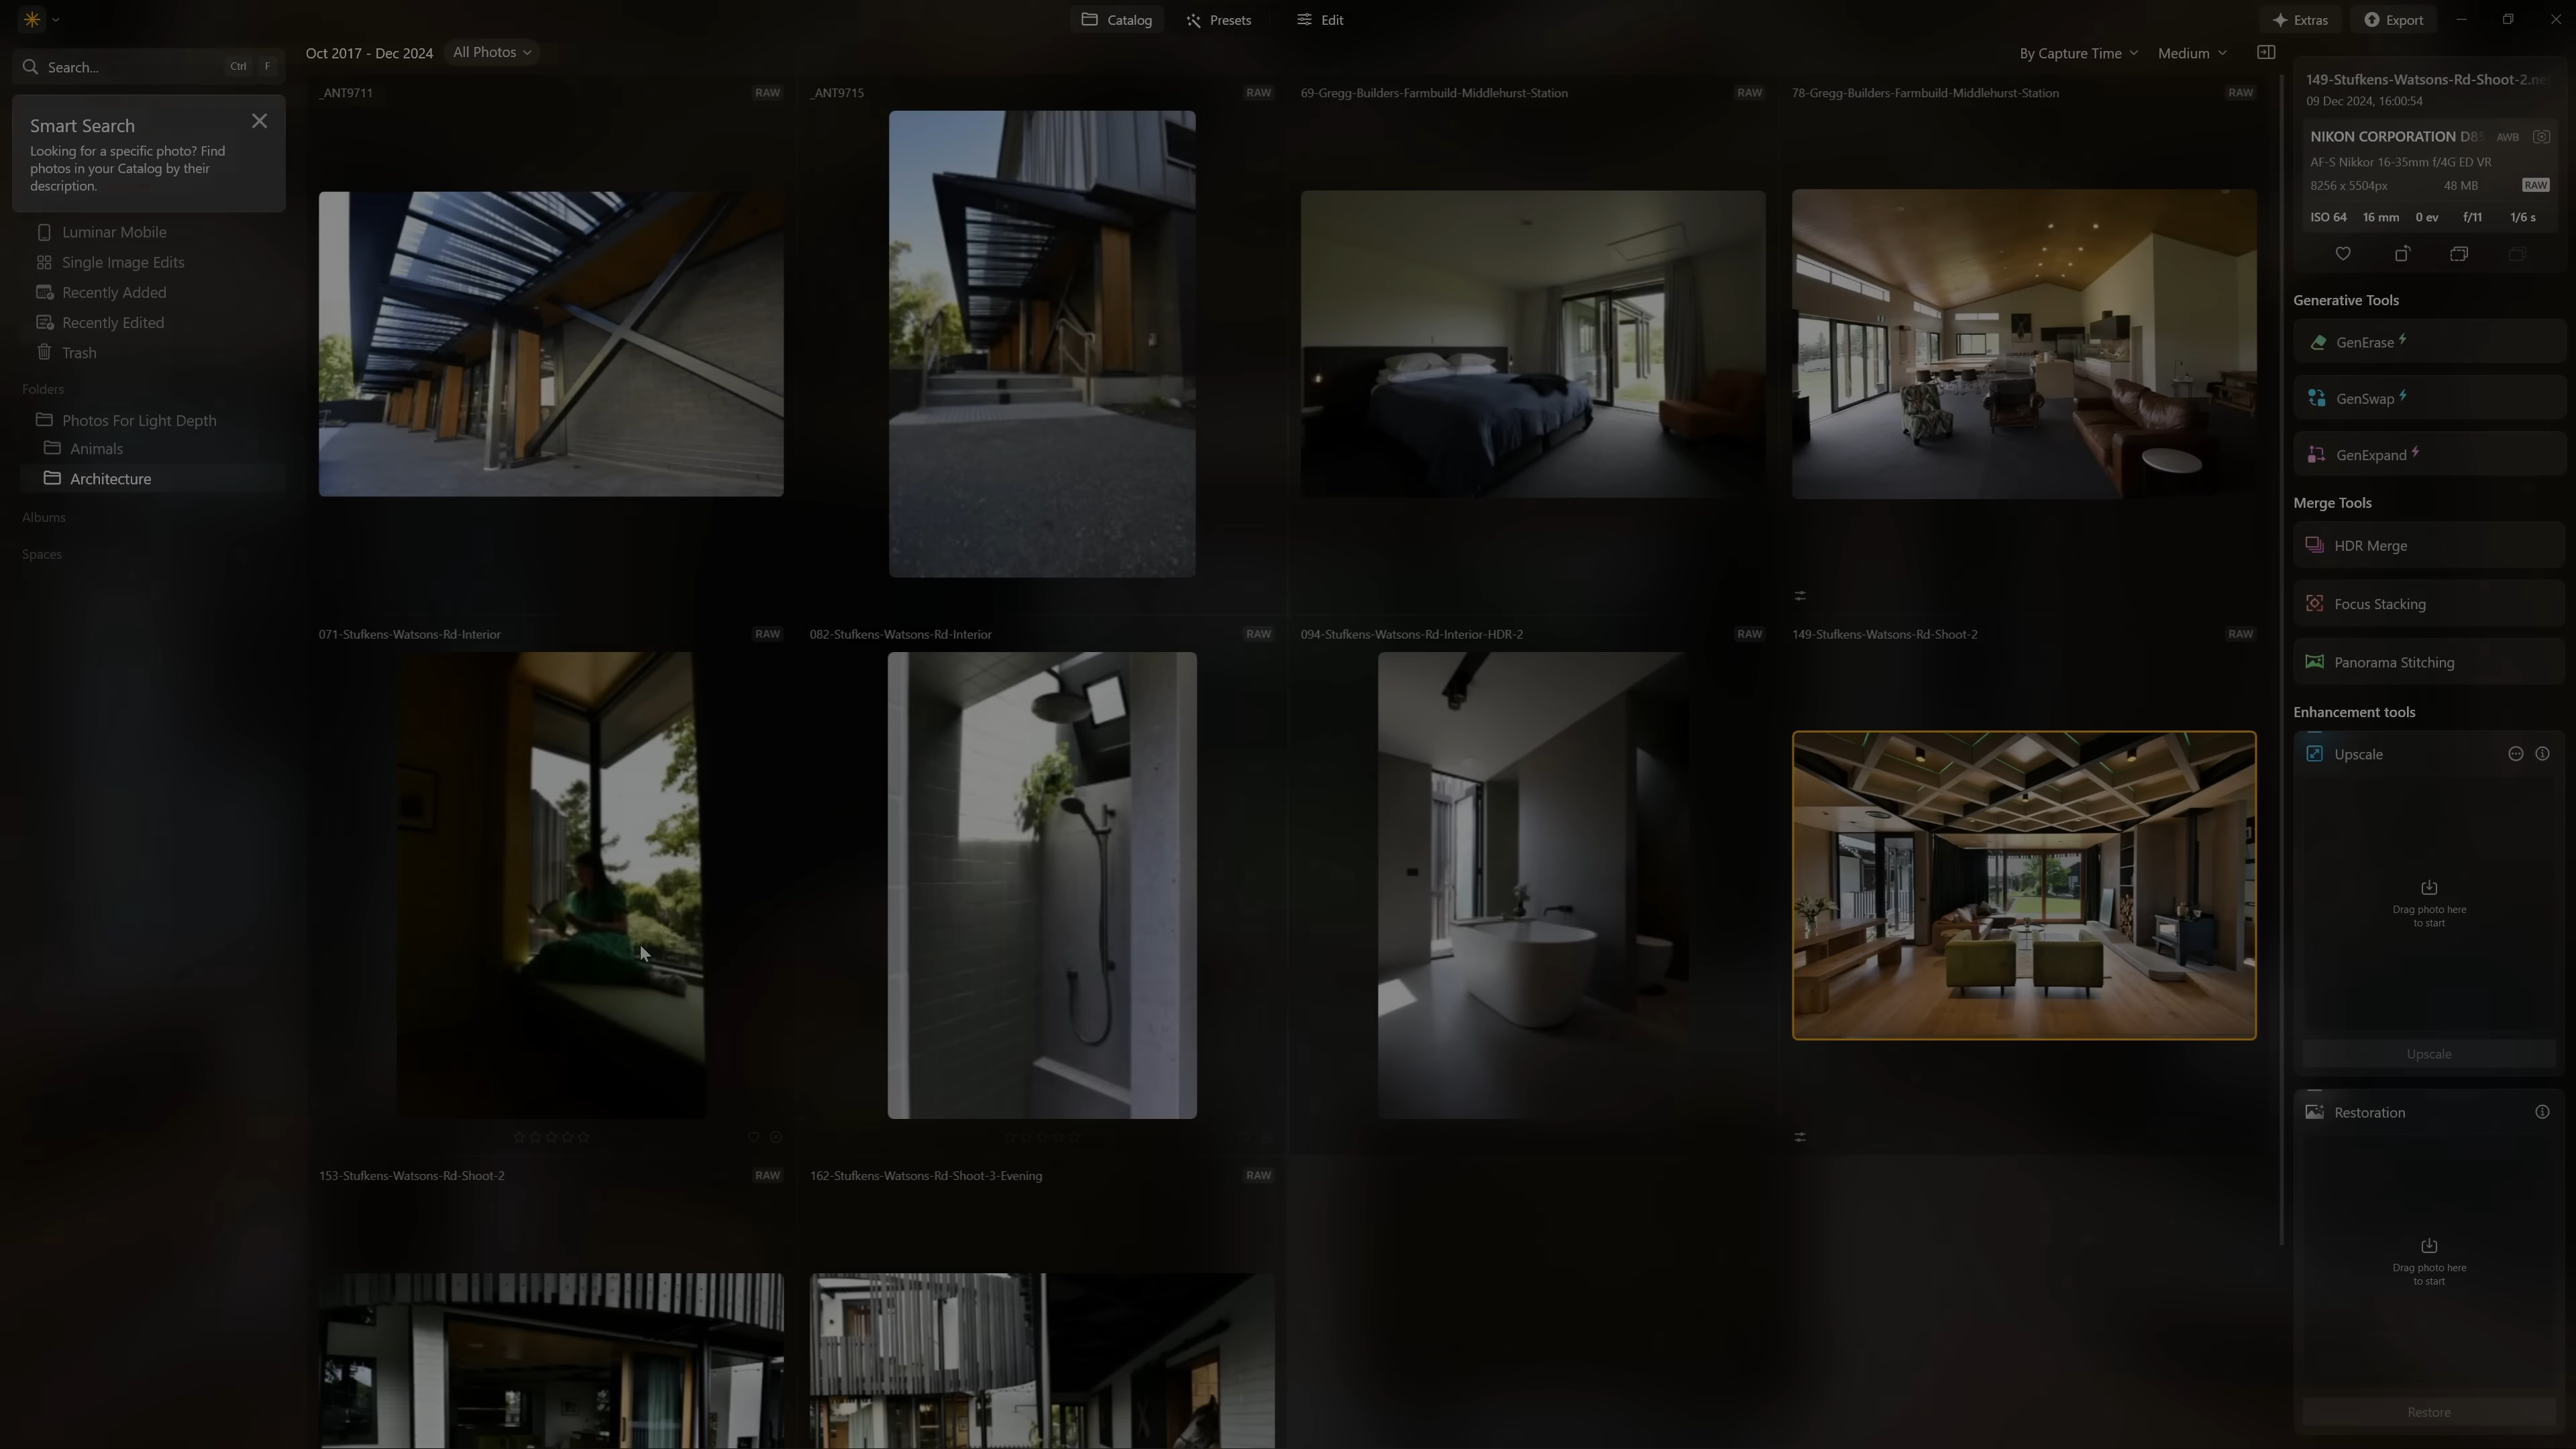 Catalog
Presets
Edit
Extras
Export
Search...
Ctrl
F
Oct 2017 - Dec 2024
All Photos
By Capture Time
Medium
Smart Search
Looking for a specific photo? Find
photos in your Catalog by their
description.
Luminar Mobile
Single Image Edits
Recently Added
Recently Edited
Trash
Folders
Photos For Light Depth
Animals
Architecture
Albums
Spaces
_ANT9711
RAW
_ANT9715
RAW
69-Gregg-Builders-Farmbuild-Middlehurst-Station
RAW
78-Gregg-Builders-Farmbuild-Middlehurst-Station
RAW
071-Stufkens-Watsons-Rd-Interior
RAW
082-Stufkens-Watsons-Rd-Interior
RAW
094-Stufkens-Watsons-Rd-Interior-HDR-2
RAW
149-Stufkens-Watsons-Rd-Shoot-2
RAW
153-Stufkens-Watsons-Rd-Shoot-2
RAW
162-Stufkens-Watsons-Rd-Shoot-3-Evening
RAW
149-Stufkens-Watsons-Rd-Shoot-2.ne
09 Dec 2024, 16:00:54
NIKON CORPORATION D85
AWB
AF-S Nikkor 16-35mm f/4G ED VR
8256 x 5504px
48 MB
RAW
ISO 64
16 mm
0 ev
f/11
1/6 s
Generative Tools
GenErase
GenSwap
GenExpand
Merge Tools
HDR Merge
Focus Stacking
Panorama Stitching
Enhancement tools
Upscale
Drag photo here
to start
Upscale
Restoration
Drag photo here
to start
Restore